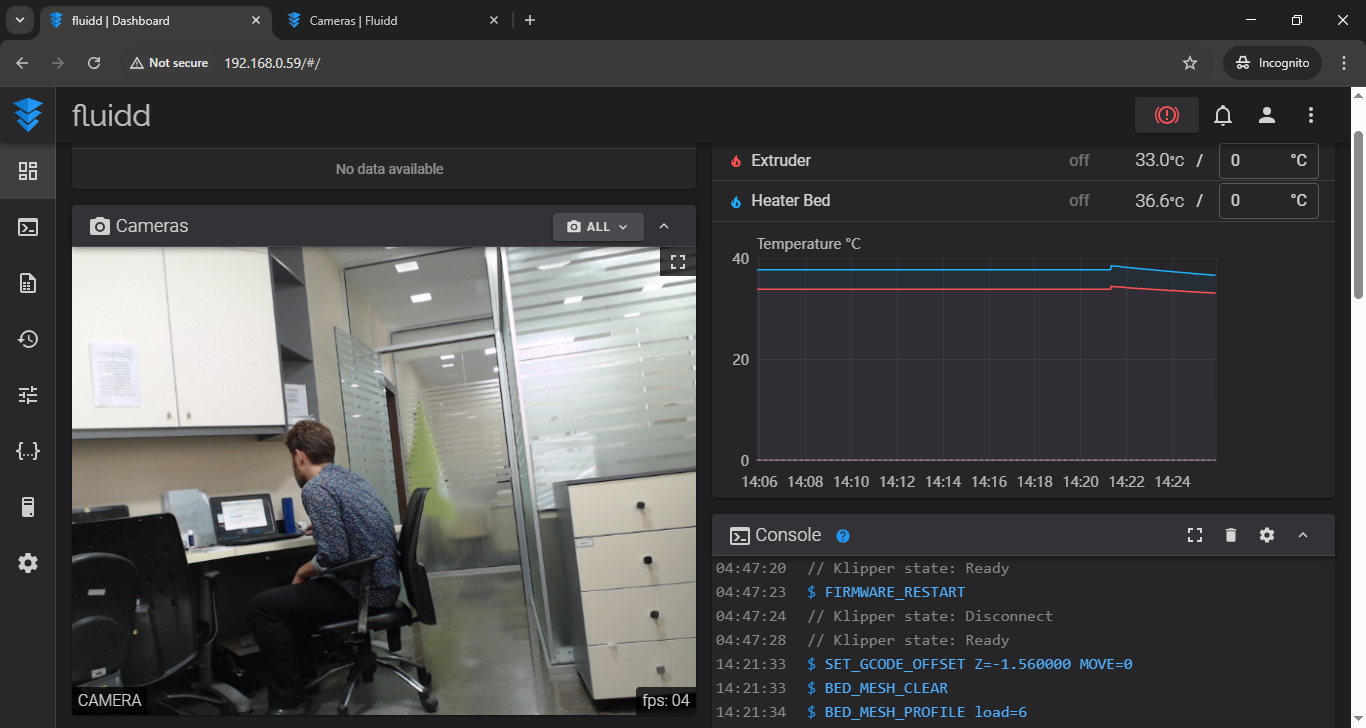 fluidd | Dashboard
Cameras | Fluidd
Not secure
192.168.0.59/#/
Incognito
fluidd
No data available
Cameras
ALL
CAMERA
fps: 04
Extruder off 33.0°C / 0 °C
Heater Bed off 36.6°C / 0 °C
Temperature °C
40
20
0
14:06 14:08 14:10 14:12 14:14 14:16 14:18 14:20 14:22 14:24
Console
04:47:20 // Klipper state: Ready
04:47:23 $ FIRMWARE_RESTART
04:47:24 // Klipper state: Disconnect
04:47:28 // Klipper state: Ready
14:21:33 $ SET_GCODE_OFFSET Z=-1.560000 MOVE=0
14:21:33 $ BED_MESH_CLEAR
14:21:34 $ BED_MESH_PROFILE load=6